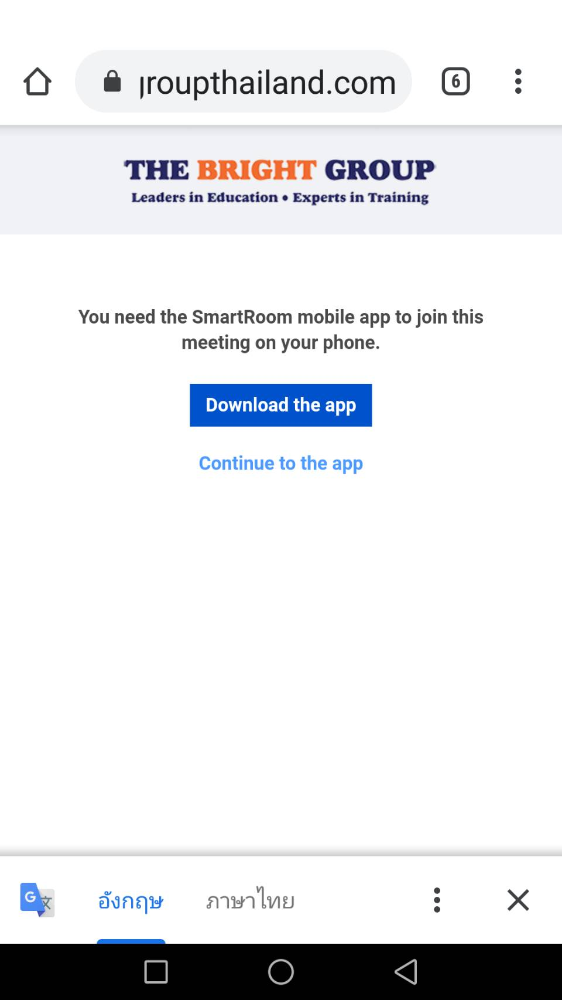 groupthailand.com
6
THE BRIGHT GROUP
Leaders in Education • Experts in Training
You need the SmartRoom mobile app to join this
meeting on your phone.
Download the app
Continue to the app
G 文 อังกฤษ ภาษาไทย